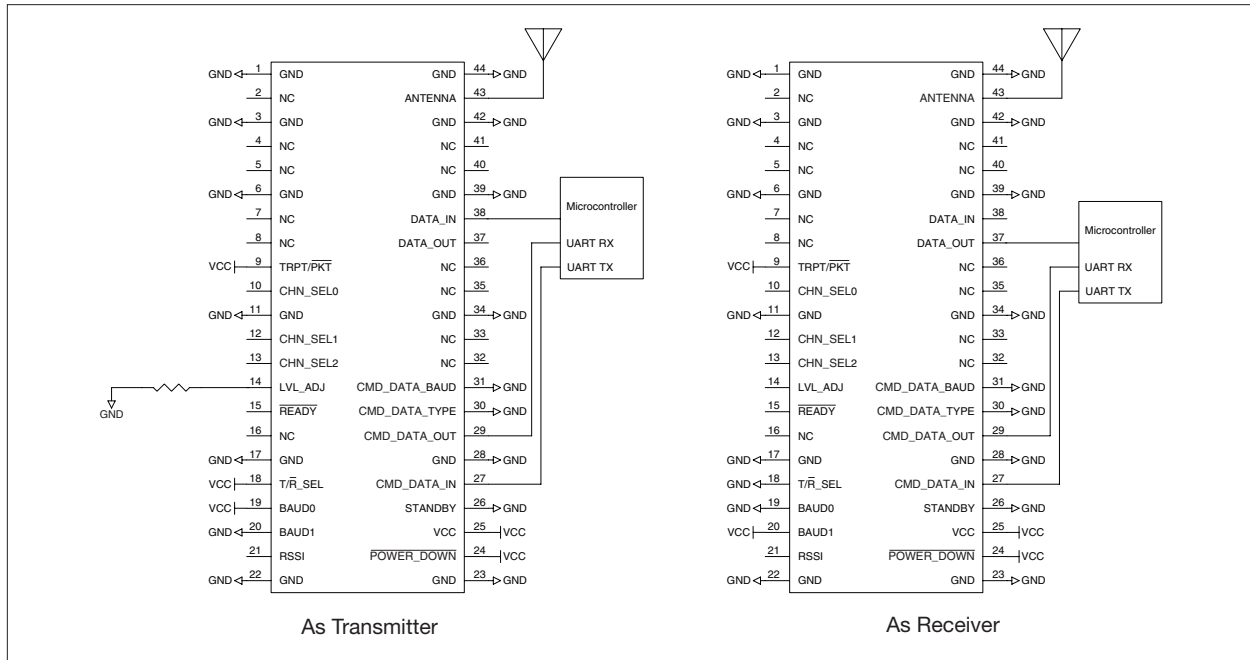 GND 1 GND GND 44 GND
2 NC ANTENNA 43
GND 3 GND GND 42 GND
4 NC NC 41
5 NC NC 40
GND 6 GND GND 39 GND
Microcontroller
7 NC DATA_IN 38
8 NC DATA_OUT 37 UART RX
VCC 9 TRPT/PKT NC 36 UART TX
10 CHN_SEL0 NC 35
GND 11 GND GND 34 GND
12 CHN_SEL1 NC 33
13 CHN_SEL2 NC 32
14 LVL_ADJ CMD_DATA_BAUD 31 GND
GND 15 READY CMD_DATA_TYPE 30 GND
16 NC CMD_DATA_OUT 29
GND 17 GND GND 28 GND
VCC 18 T/R_SEL CMD_DATA_IN 27
VCC 19 BAUD0 STANDBY 26 GND
GND 20 BAUD1 VCC 25 VCC
21 RSSI POWER_DOWN 24 VCC
GND 22 GND GND 23 GND
As Transmitter
GND 1 GND GND 44 GND
2 NC ANTENNA 43
GND 3 GND GND 42 GND
4 NC NC 41
5 NC NC 40
GND 6 GND GND 39 GND
7 NC DATA_IN 38
Microcontroller
8 NC DATA_OUT 37
VCC 9 TRPT/PKT NC 36 UART RX
10 CHN_SEL0 NC 35 UART TX
GND 11 GND GND 34 GND
12 CHN_SEL1 NC 33
13 CHN_SEL2 NC 32
14 LVL_ADJ CMD_DATA_BAUD 31 GND
15 READY CMD_DATA_TYPE 30 GND
16 NC CMD_DATA_OUT 29
GND 17 GND GND 28 GND
GND 18 T/R_SEL CMD_DATA_IN 27
GND 19 BAUD0 STANDBY 26 GND
VCC 20 BAUD1 VCC 25 VCC
21 RSSI POWER_DOWN 24 VCC
GND 22 GND GND 23 GND
As Receiver